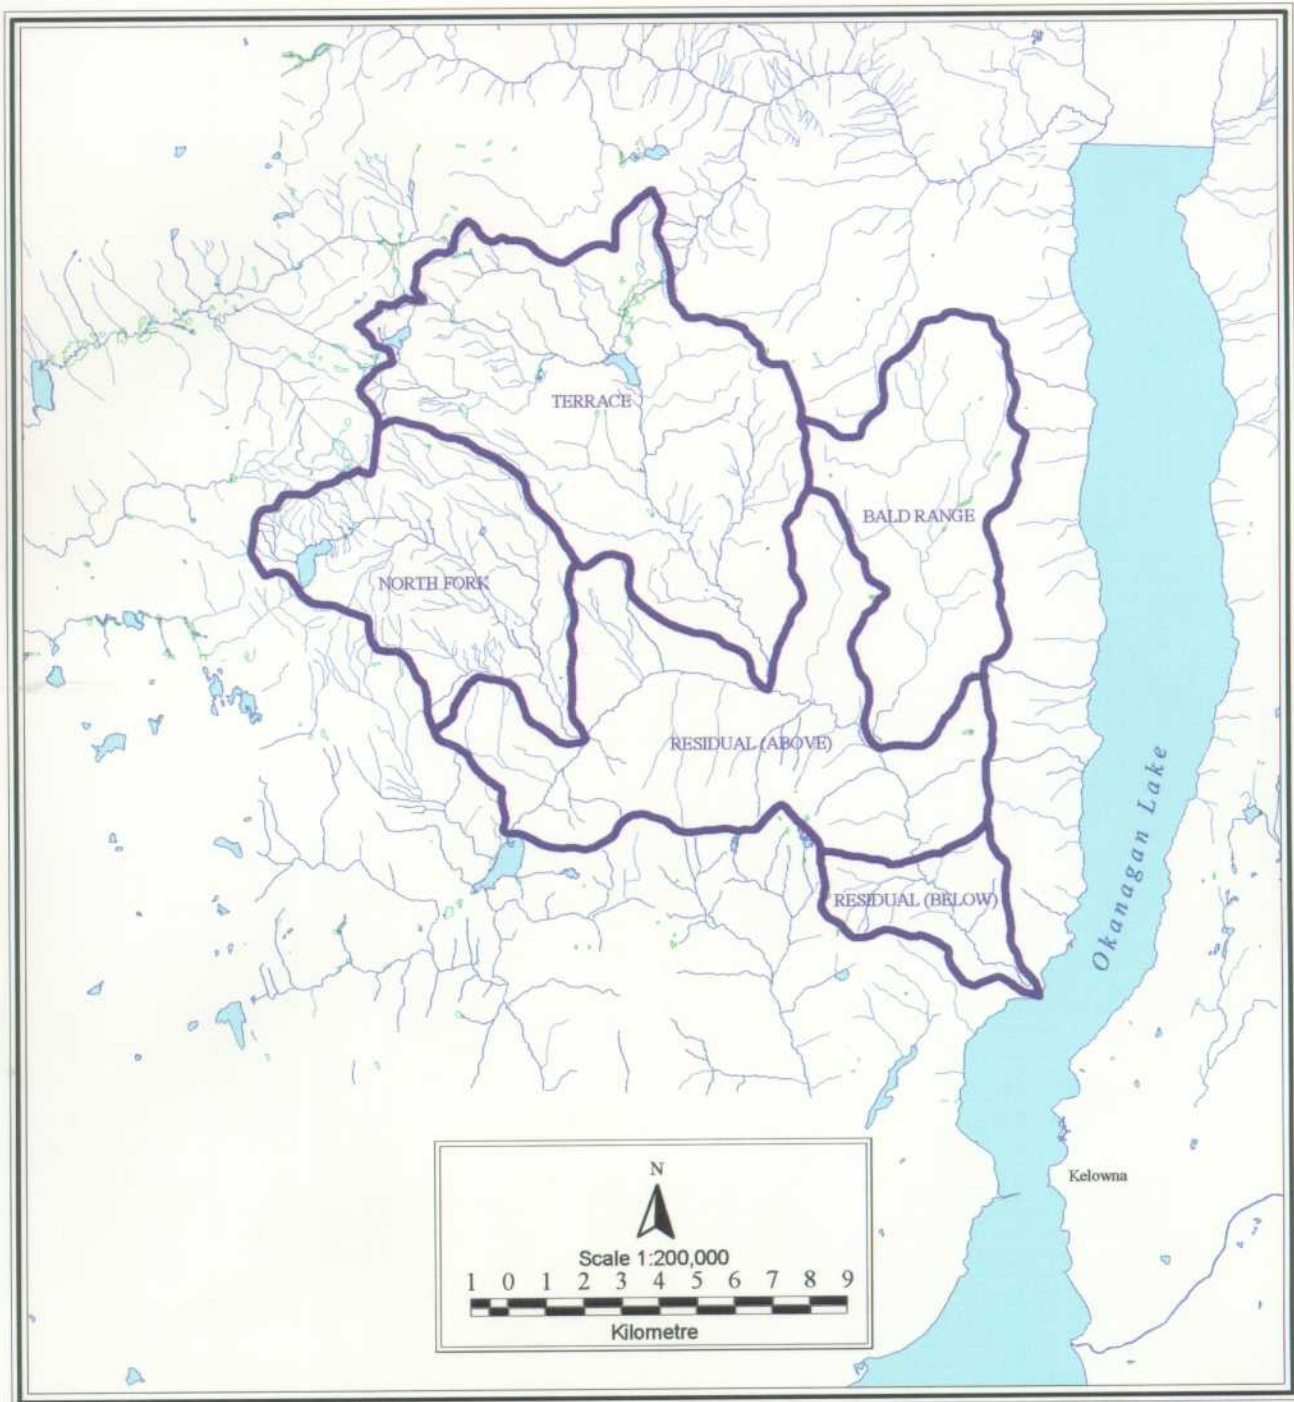 TERRACE
BALD RANGE
NORTH FORK
RESIDUAL (ABOVE)
RESIDUAL (BELOW)
Okanagan Lake
Kelowna
N
Scale 1:200,000
1 0 1 2 3 4 5 6 7 8 9
Kilometre